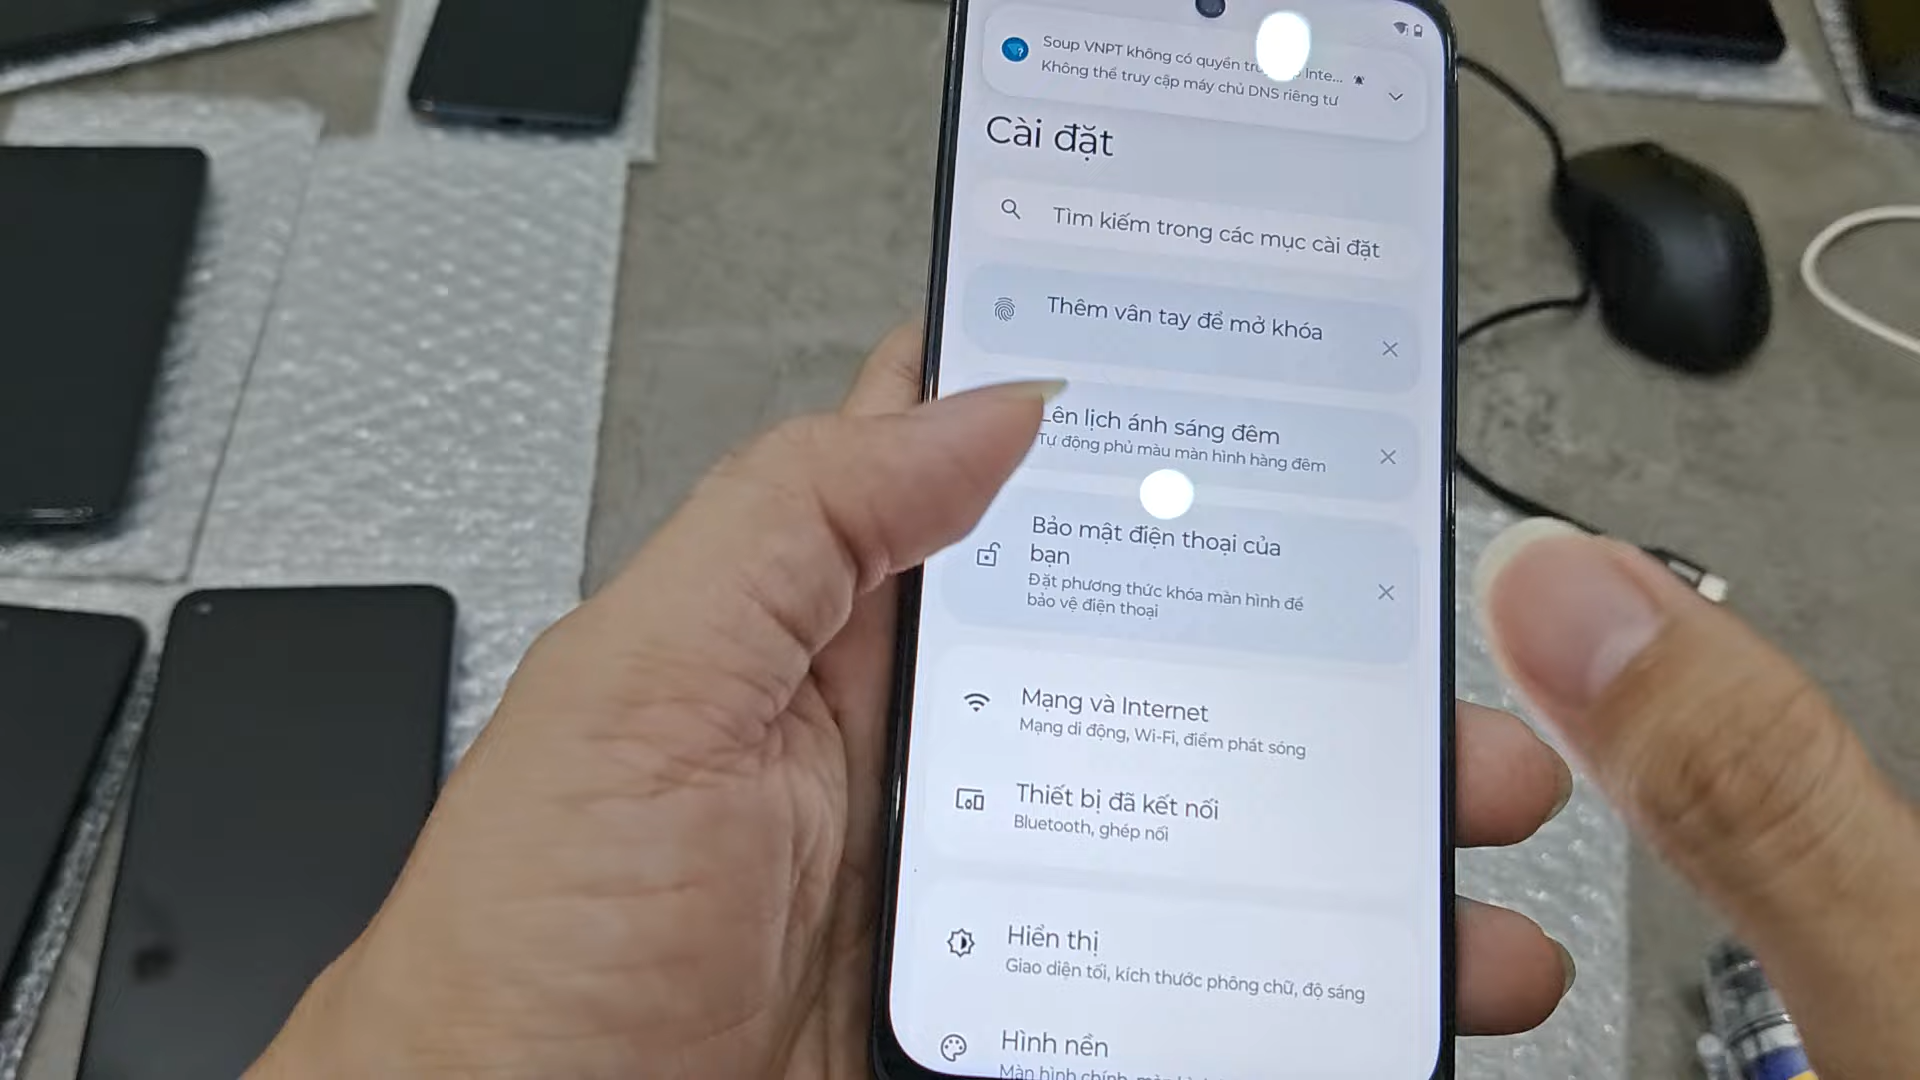 Soup VNPT không có quyền Inte...
Không thể truy cập máy chủ DNS riêng tư
Cài đặt
Tìm kiếm trong các mục cài đặt
Thêm vân tay để mở khóa
Lên lịch ánh sáng đêm
Tự động phủ màu màn hình hàng đêm
Bảo mật điện thoại của
bạn
Đặt phương thức khóa màn hình để
bảo vệ điện thoại
Mạng và Internet
Mạng di động, Wi-Fi, điểm phát sóng
Thiết bị đã kết nối
Bluetooth, ghép nối
Hiển thị
Giao diện tối, kích thước phông chữ, độ sáng
Hình nền
Màn hình chính,